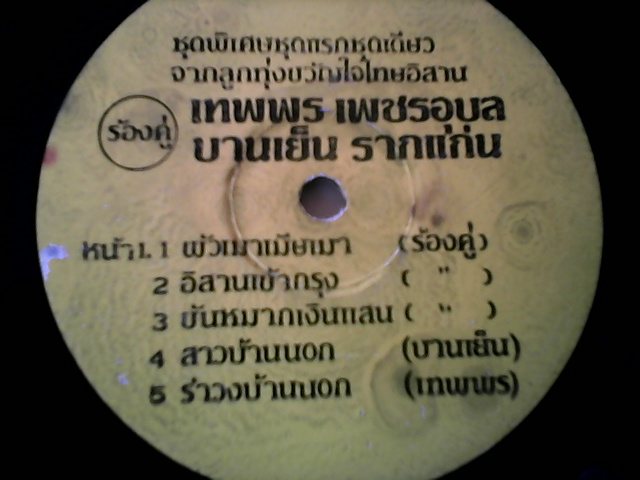 ชุดพิเศษชุดแรกชุดเดียว
จากลูกทุ่งขวัญใจไทยอิสาน
ร้องคู่ เทพพร เพชรอุบล
บานเย็น รากแก่น
หน้า1. 1 ผัวเมาเมียเมา (ร้องคู่)
2 อิสานเข้ากรุง ( " )
3 ขันหมากเงินแสน ( " )
4 สาวบ้านนอก (บานเย็น)
5 รำวงบ้านนอก (เทพพร)